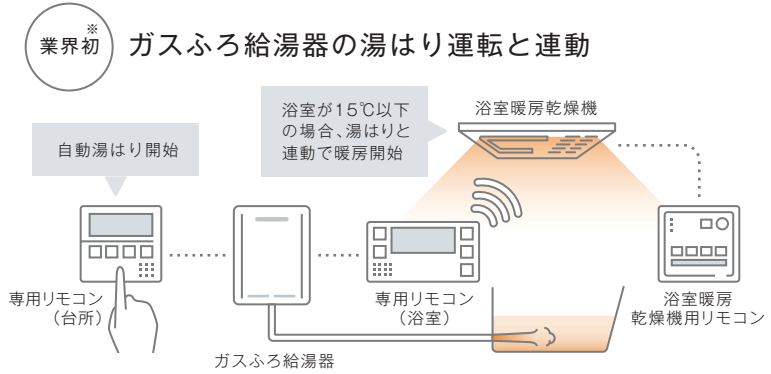 ※
業界初
ガスふろ給湯器の湯はり運転と連動
自動湯はり開始
浴室が15℃以下
の場合、湯はりと
連動で暖房開始
浴室暖房乾燥機
専用リモコン
（台所）
ガスふろ給湯器
専用リモコン
（浴室）
浴室暖房
乾燥機用リモコン